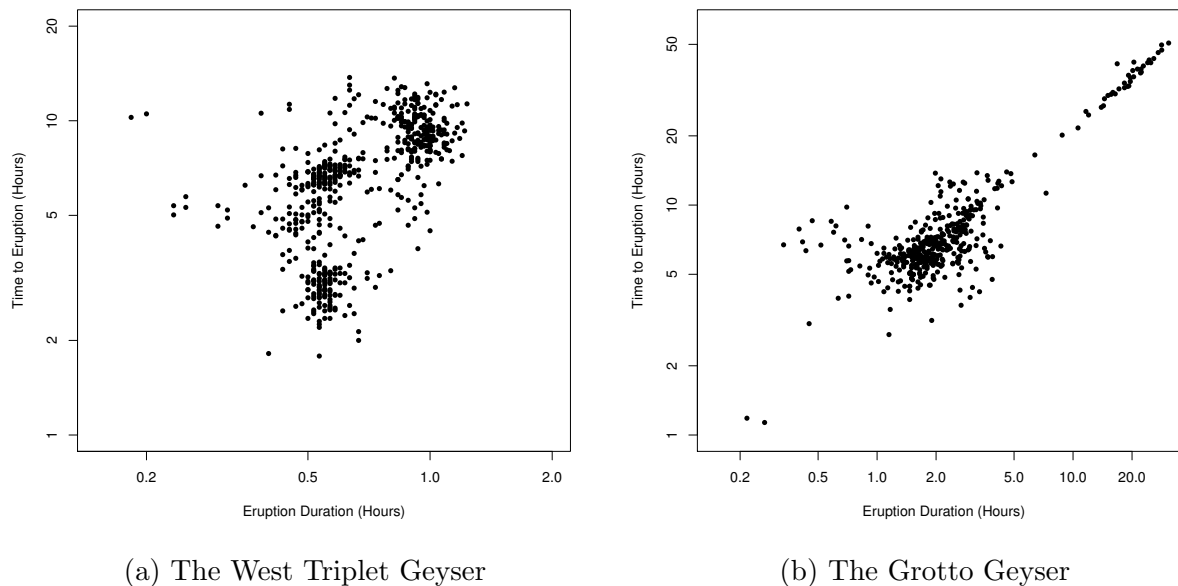 20
10
5
2
1
Time to Eruption (Hours)
0.2 0.5 1.0 2.0
Eruption Duration (Hours)
(a) The West Triplet Geyser
50
20
10
5
2
1
Time to Eruption (Hours)
0.2 0.5 1.0 2.0 5.0 10.0 20.0
Eruption Duration (Hours)
(b) The Grotto Geyser